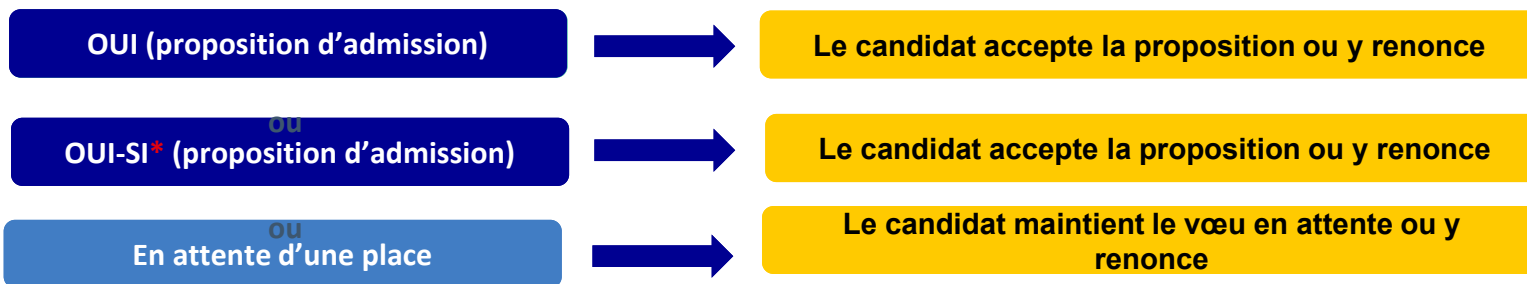 OUI (proposition d’admission)
Le candidat accepte la proposition ou y renonce
ou
OUI-SI* (proposition d’admission)
Le candidat accepte la proposition ou y renonce
ou
En attente d’une place
Le candidat maintient le vœu en attente ou y
renonce